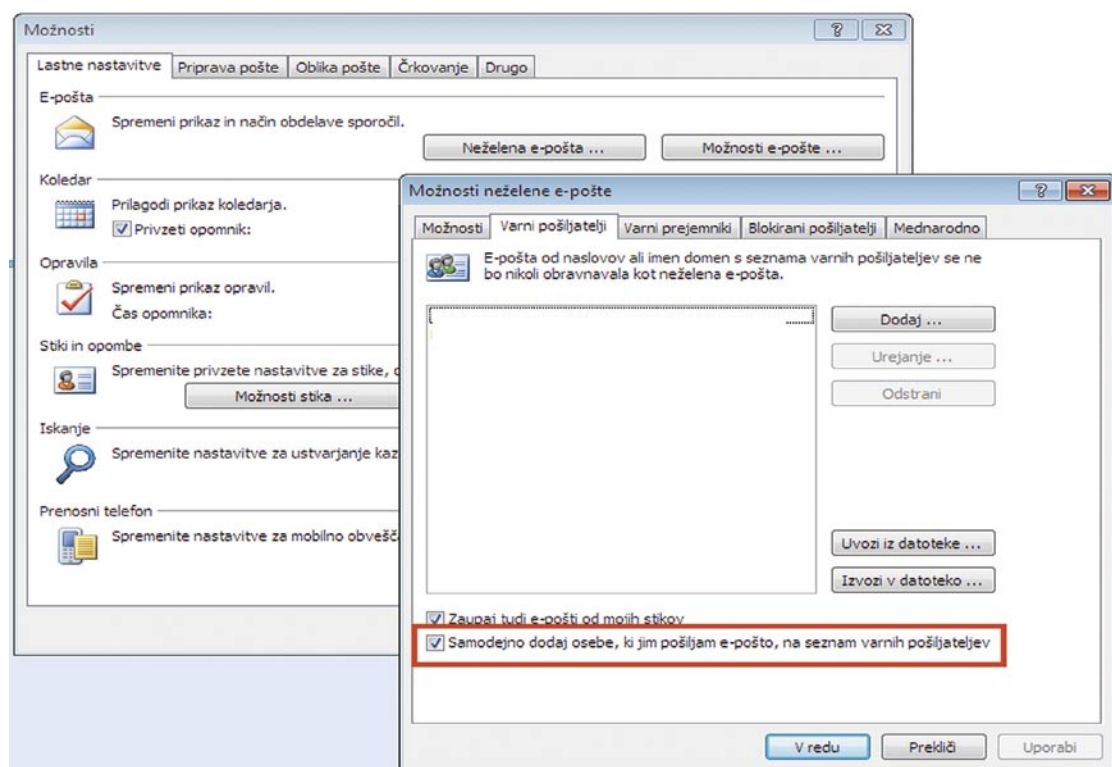 Možnosti
Lastne nastavitve Priprava pošte Oblika pošte Črkovanje Drugo
E-pošta
Spremeni prikaz in način obdelave sporočil.
Neželena e-pošta ... Možnosti e-pošte ...
Koledar
Prilagodi prikaz koledarja.
Privzeti opomnik:
Opravila
Spremeni prikaz opravil.
Čas opomnika:
Stiki in opombe
Spremenite privzete nastavitve za stike,
Možnosti stika ...
Iskanje
Spremenite nastavitve za ustvarjanje kaz
Prenosni telefon
Spremenite nastavitve za mobilno obvešč
Možnosti neželene e-pošte
Možnosti Varni pošiljatelji Varni prejemniki Blokirani pošiljatelji Mednarodno
E-pošta od naslovov ali imen domen s seznama varnih pošiljateljev se ne
bo nikoli obravnavala kot neželena e-pošta.
Dodaj ...
Urejanje ...
Odstrani
Uvozi iz datoteke ...
Izvozi v datoteko ...
Zaupaj tudi e-pošti od mojih stikov
Samodejno dodaj osebe, ki jim pošiljam e-pošto, na seznam varnih pošiljateljev
V redu Prekliči Uporabi